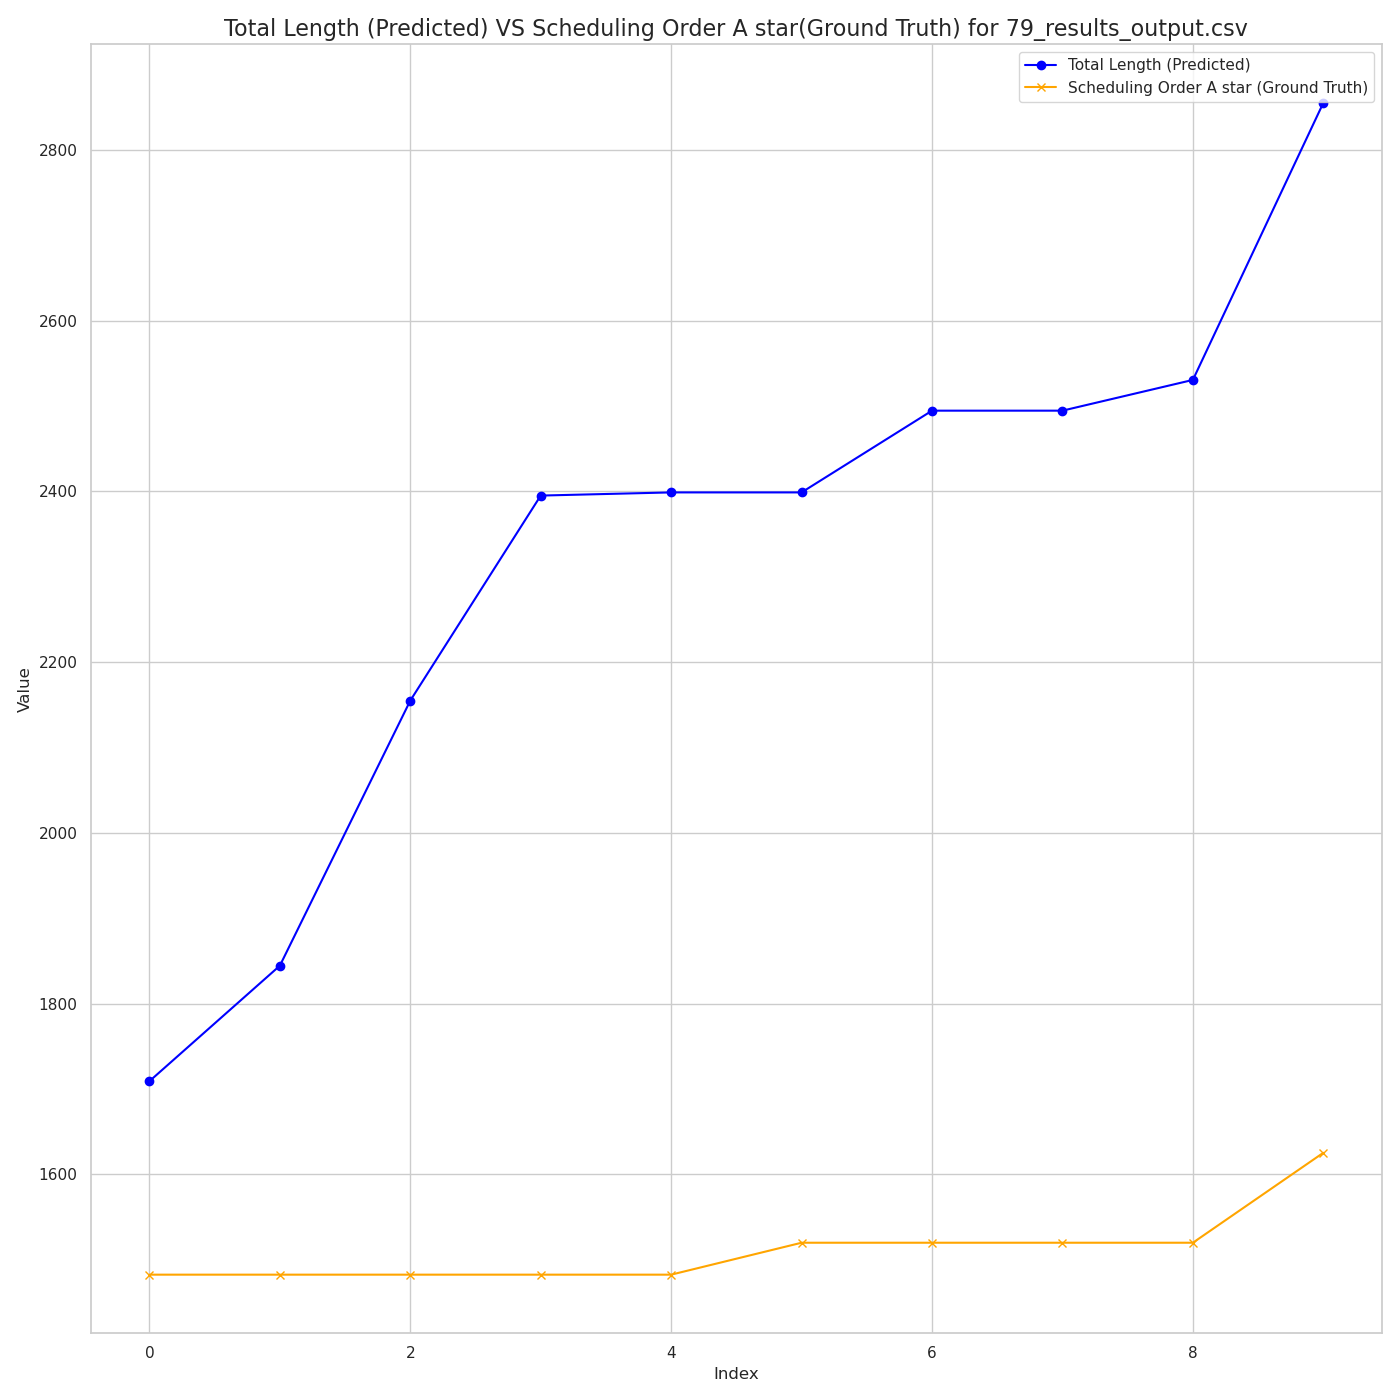 Total Length (Predicted) VS Scheduling Order A star(Ground Truth) for 79_results_output.csv
Total Length (Predicted)
Scheduling Order A star (Ground Truth)
2800
2600
2400
2200
2000
1800
1600
Value
0 2 4 6 8
Index